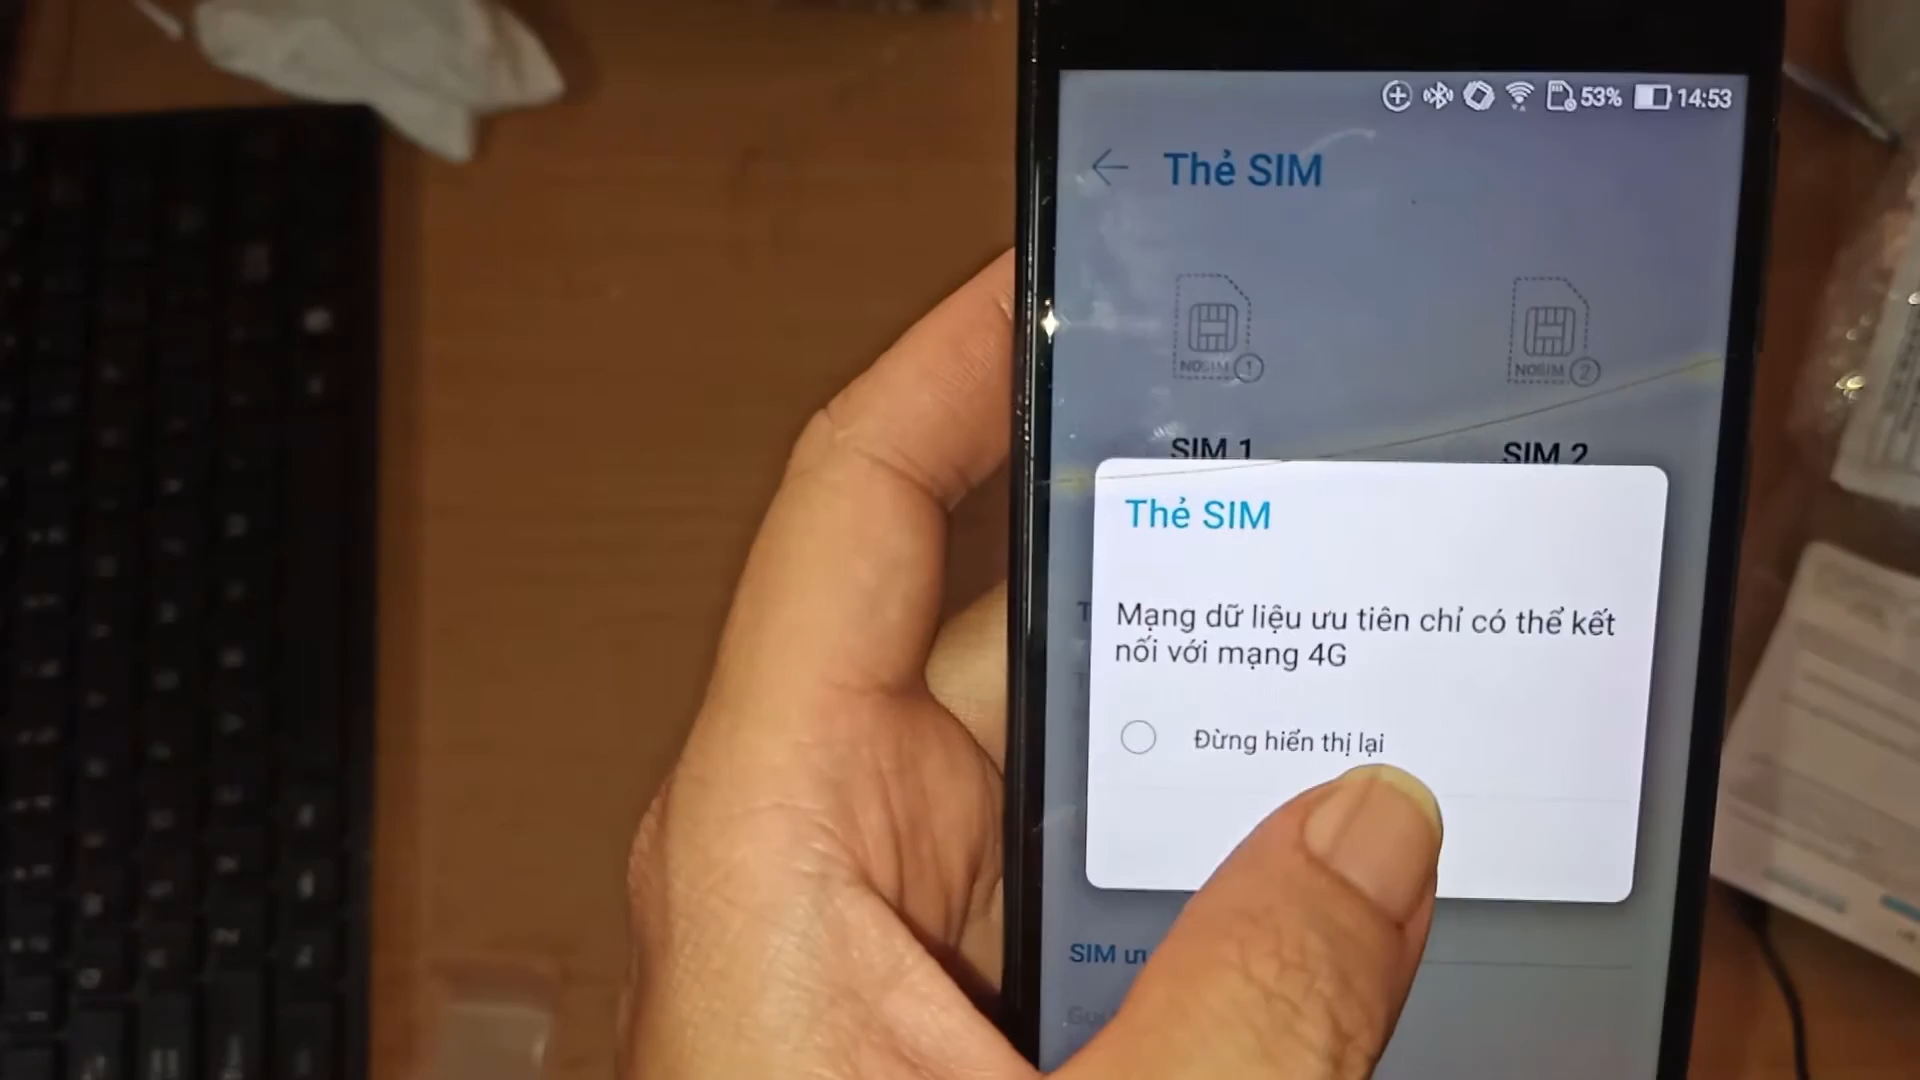 53% 14:53
Thẻ SIM
NOSIM 1 NOSIM 2
SIM 1 SIM 2
Thẻ SIM
Mạng dữ liệu ưu tiên chỉ có thể kết
nối với mạng 4G
Đừng hiển thị lại
SIM